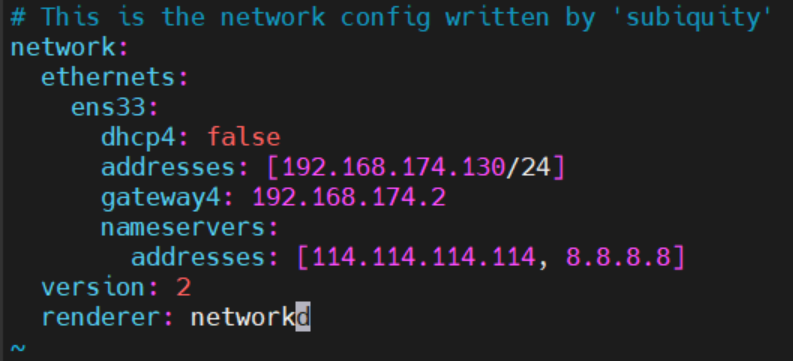 # This is the network config written by 'subiquity'
network:
  ethernets:
    ens33:
      dhcp4: false
      addresses: [192.168.174.130/24]
      gateway4: 192.168.174.2
      nameservers:
        addresses: [114.114.114.114, 8.8.8.8]
  version: 2
  renderer: networkd
~